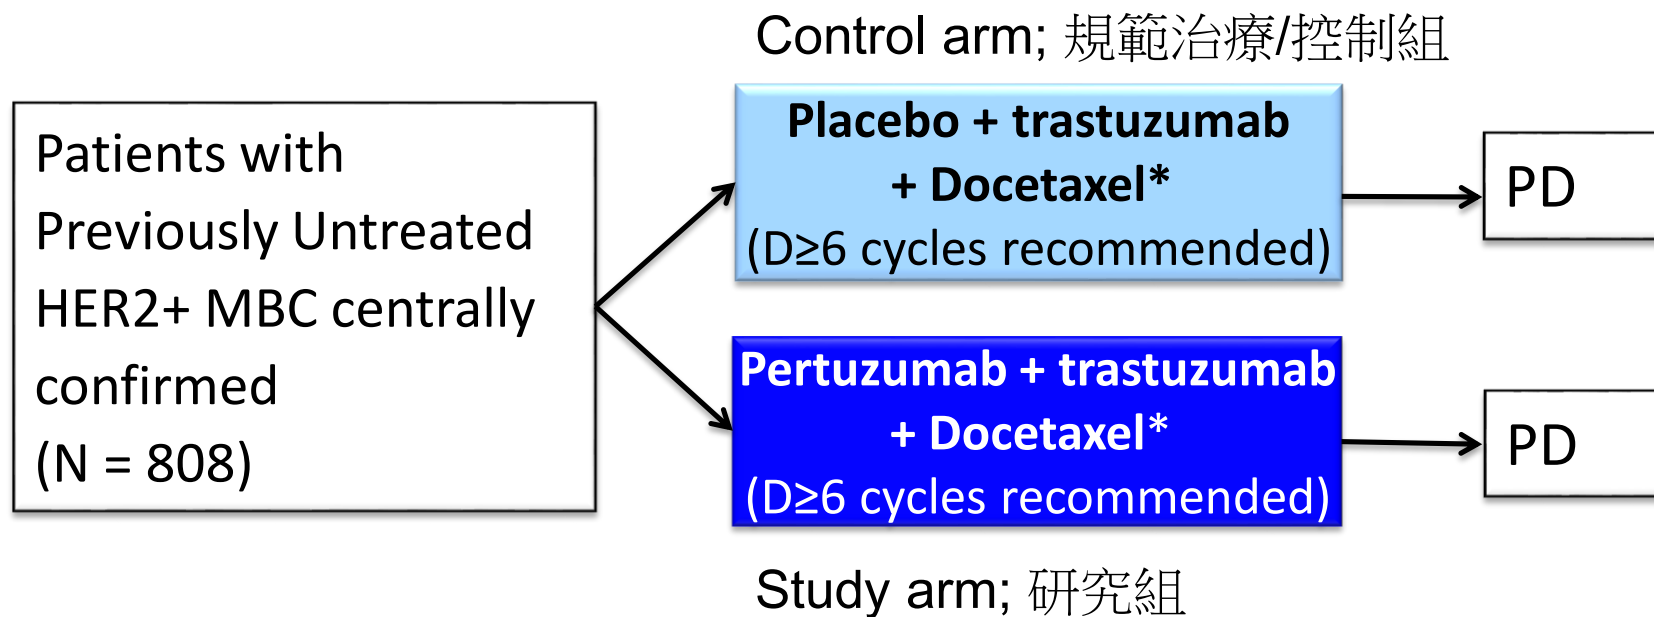 Control arm; 規範治療/控制組
Patients with
Previously Untreated
HER2+ MBC centrally
confirmed
(N = 808)
Placebo + trastuzumab
+ Docetaxel*
(D≥6 cycles recommended)
PD
Pertuzumab + trastuzumab
+ Docetaxel*
(D≥6 cycles recommended)
PD
Study arm; 研究組